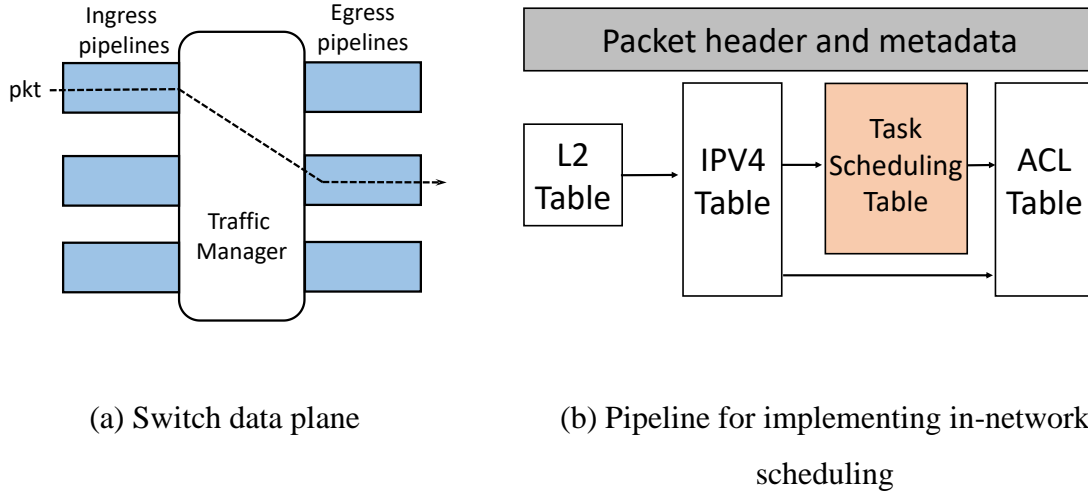 Ingress
pipelines
Egress
pipelines
pkt
Traffic
Manager
Packet header and metadata
L2
Table
IPV4
Table
Task
Scheduling
Table
ACL
Table
(a) Switch data plane
(b) Pipeline for implementing in-network
scheduling